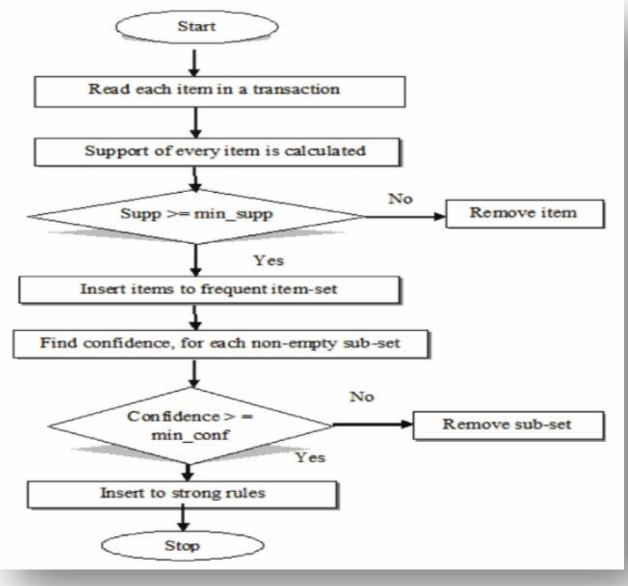 Start
Read each item in a transaction
Support of every item is calculated
Supp >= min_supp
No
Remove item
Yes
Insert items to frequent item-set
Find confidence, for each non-empty sub-set
No
Confidence > =
min_conf
Remove sub-set
Yes
Insert to strong rules
Stop